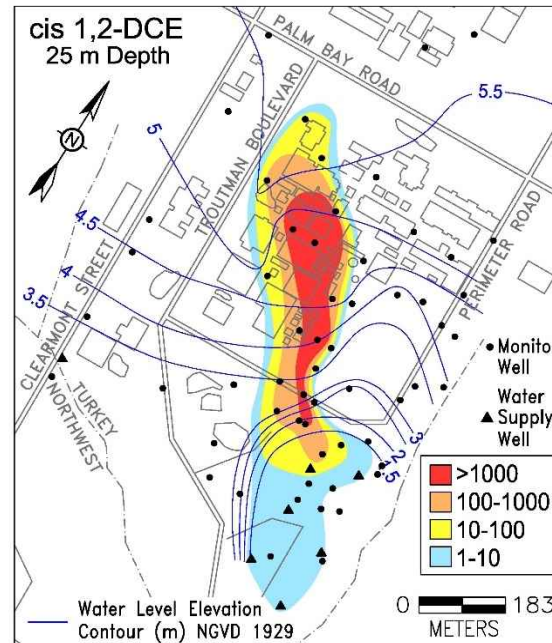 cis 1,2-DCE
25 m Depth
N
PALM BAY ROAD
TROUTMAN BOULEVARD
CLEARMONT STREET
PERIMETER ROAD
TURKEY
NORTHWEST
5.5
5
4.5
4
3.5
3
2.5
Monito
Well
Water
Supply
Well
>1000
100-1000
10-100
1-10
Water Level Elevation
Contour (m) NGVD 1929
0 183
METERS